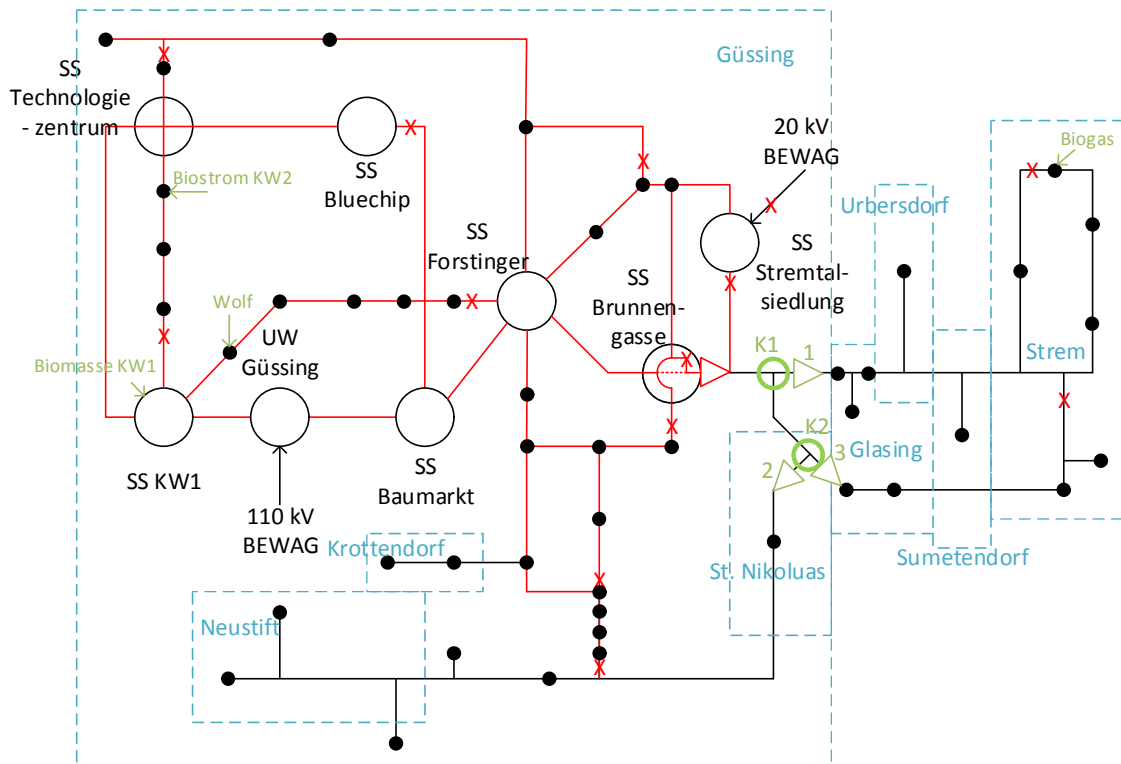 Güssing
SS
Technologie
- zentrum
20 kV
BEWAG
Biogas
Biostrom KW2
SS
Bluechip
Urbersdorf
SS
Forstinger
SS
Stremtal-
siedlung
SS
Brunnen-
gasse
Wolf
UW
Güssing
K1
1
Strem
Biomasse KW1
K2
2
3
Glasing
SS KW1
SS
Baumarkt
110 kV
BEWAG
Krottendorf
St. Nikoluas
Sumetendorf
Neustift